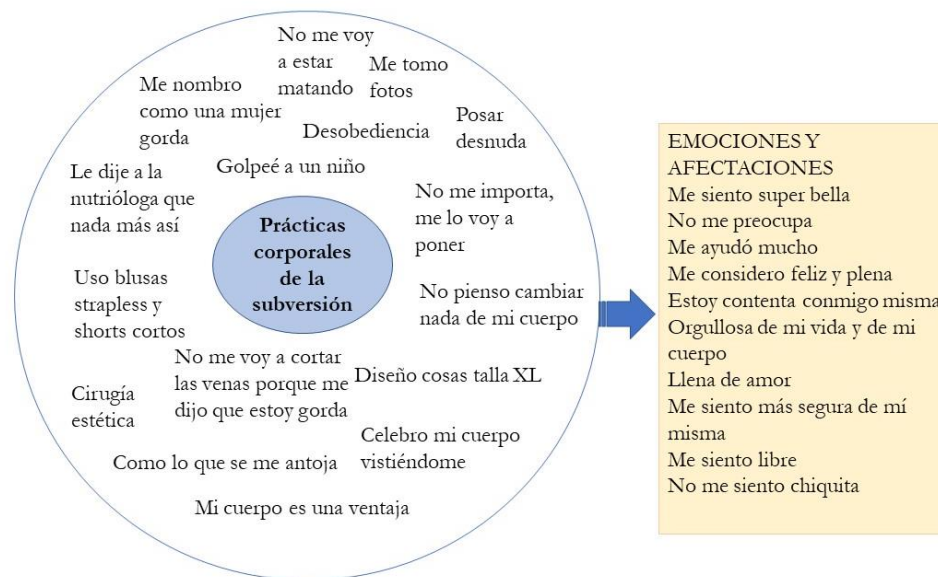 No me voy
a estar
matando
Me tomo
fotos
Me nombro
como una mujer
gorda
Desobediencia
Posar
desnuda
Golpeé a un niño
Le dije a la
nutrióloga que
nada más así
No me importa,
me lo voy a
poner
Prácticas
corporales
de la
subversión
Uso blusas
strapless y
shorts cortos
No pienso cambiar
nada de mi cuerpo
No me voy a cortar
las venas porque me
dijo que estoy gorda
Diseño cosas talla XL
Cirugía
estética
Celebro mi cuerpo
vistiéndome
Como lo que se me antoja
Mi cuerpo es una ventaja
EMOCIONES Y
AFECTACIONES
Me siento super bella
No me preocupa
Me ayudó mucho
Me considero feliz y plena
Estoy contenta conmigo misma
Orgullosa de mi vida y de mi
cuerpo
Llena de amor
Me siento más segura de mí
misma
Me siento libre
No me siento chiquita